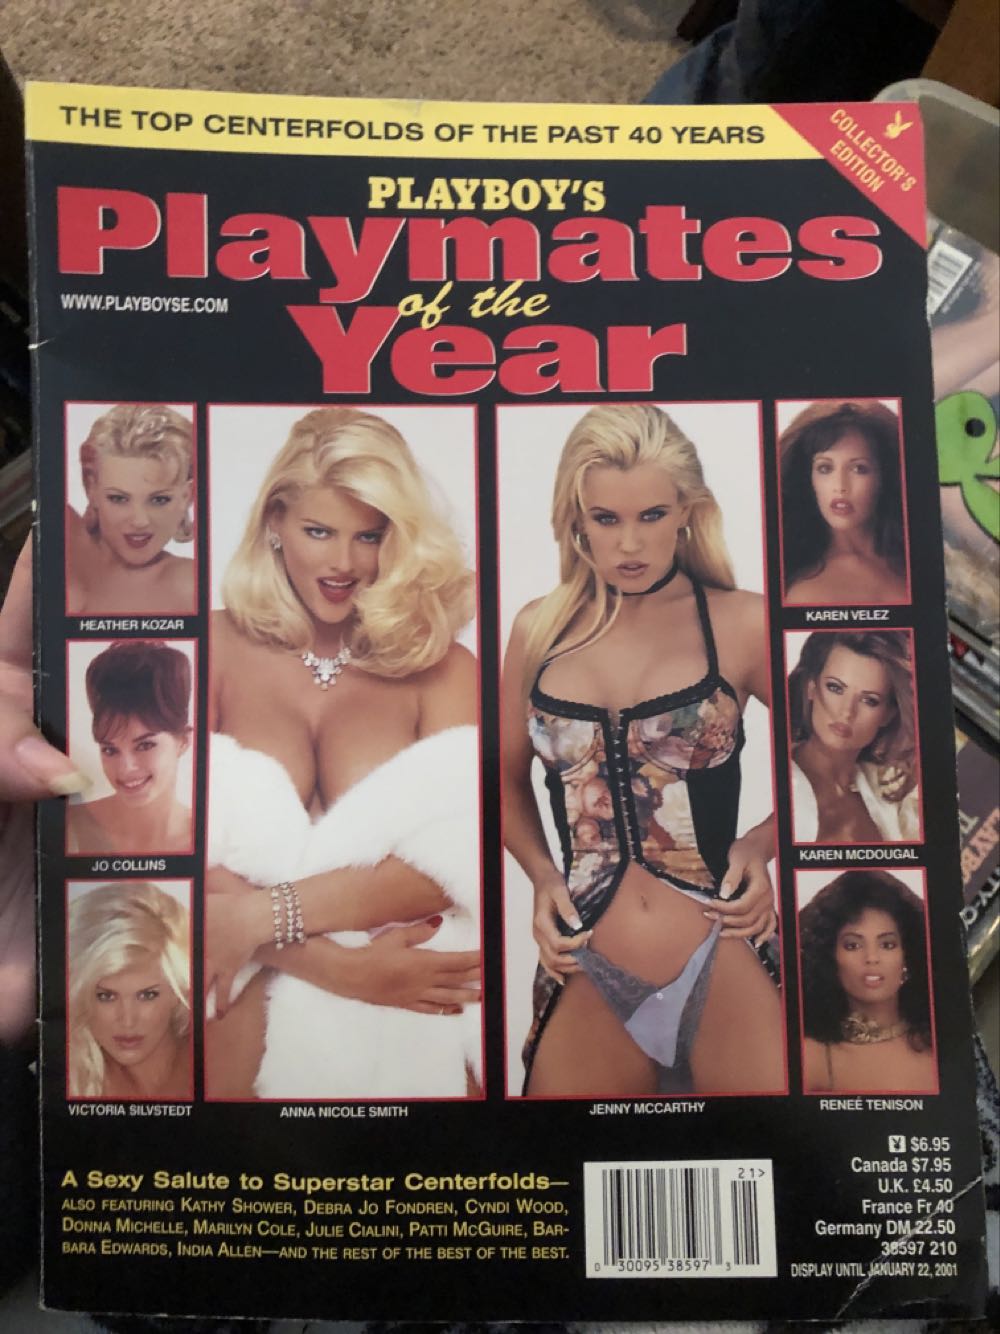 THE TOP CENTERFOLDS OF THE PAST 40 YEARS
COLLECTOR'S
EDITION
PLAYBOY'S
Playmates
of the
Year
WWW.PLAYBOYSE.COM
HEATHER KOZAR
JO COLLINS
VICTORIA SILVSTEDT
ANNA NICOLE SMITH
JENNY MCCARTHY
KAREN VELEZ
KAREN MCDOUGAL
RENEÉ TENISON
A Sexy Salute to Superstar Centerfolds—
ALSO FEATURING KATHY SHOWER, DEBRA JO FONDREN, CYNDI WOOD,
DONNA MICHELLE, MARILYN COLE, JULIE CIALINI, PATTI MCGUIRE, BAR-
BARA EDWARDS, INDIA ALLEN—AND THE REST OF THE BEST OF THE BEST.
21>
0 30095 38597 3
$6.95
Canada $7.95
U.K. £4.50
France Fr 40
Germany DM 22.50
38597 210
DISPLAY UNTIL JANUARY 22, 2001